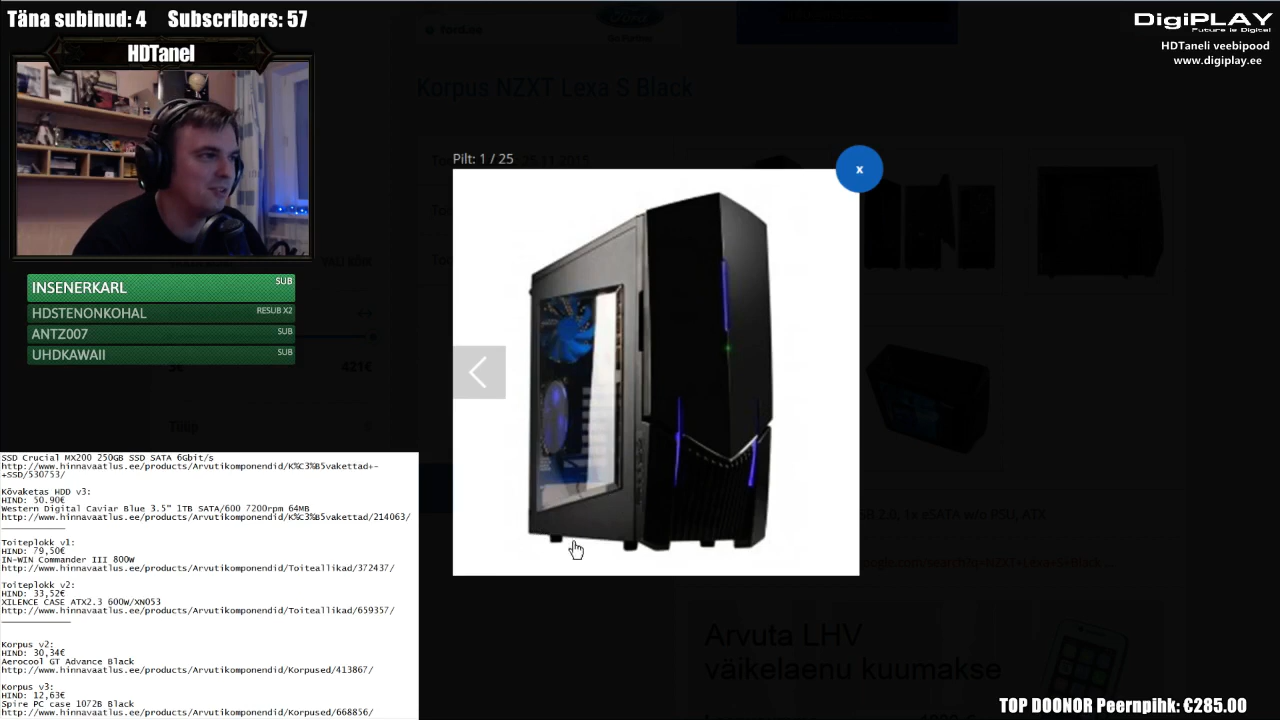 Täna subinud: 4 Subscribers: 57
HDTanel
DigiPLAY
Future is Digital
HDTaneli veebipood
www.digiplay.ee
Korpus NZXT Lexa S Black
Pilt: 1 / 25
x
INSENERKARL SUB
HDSTENONKOHAL RESUB X2
ANTZ007 SUB
UHDKAWAII SUB
421€
Tüüp
SSD Crucial MX200 250GB SSD SATA 6Gbit/s
http://www.hinnavaatlus.ee/products/Arvutikomponendid/K%C3%B5vakettad+-
+SSD/530753/
Kõvaketas HDD v3:
HIND: 50.90€
Western Digital Caviar Blue 3.5" 1TB SATA/600 7200rpm 64MB
http://www.hinnavaatlus.ee/products/Arvutikomponendid/K%C3%B5vakettad/214063/
Toiteplokk v1:
HIND: 79,50€
IN-WIN Commander III 800W
http://www.hinnavaatlus.ee/products/Arvutikomponendid/Toiteallikad/372437/
Toiteplokk v2:
HIND: 33,52€
XILENCE CASE ATX2.3 600W/XN053
http://www.hinnavaatlus.ee/products/Arvutikomponendid/Toiteallikad/659357/
Korpus v2:
HIND: 30,34€
Aerocool GT Advance Black
http://www.hinnavaatlus.ee/products/Arvutikomponendid/Korpused/413867/
Korpus v3:
HIND: 12,63€
Spire PC case 1072B Black
http://www.hinnavaatlus.ee/products/Arvutikomponendid/Korpused/668856/
2.0, 1x eSATA w/o PSU, ATX
Arvuta LHV
väikelaenu kuumakse
TOP DOONOR Peernpihk: €285.00